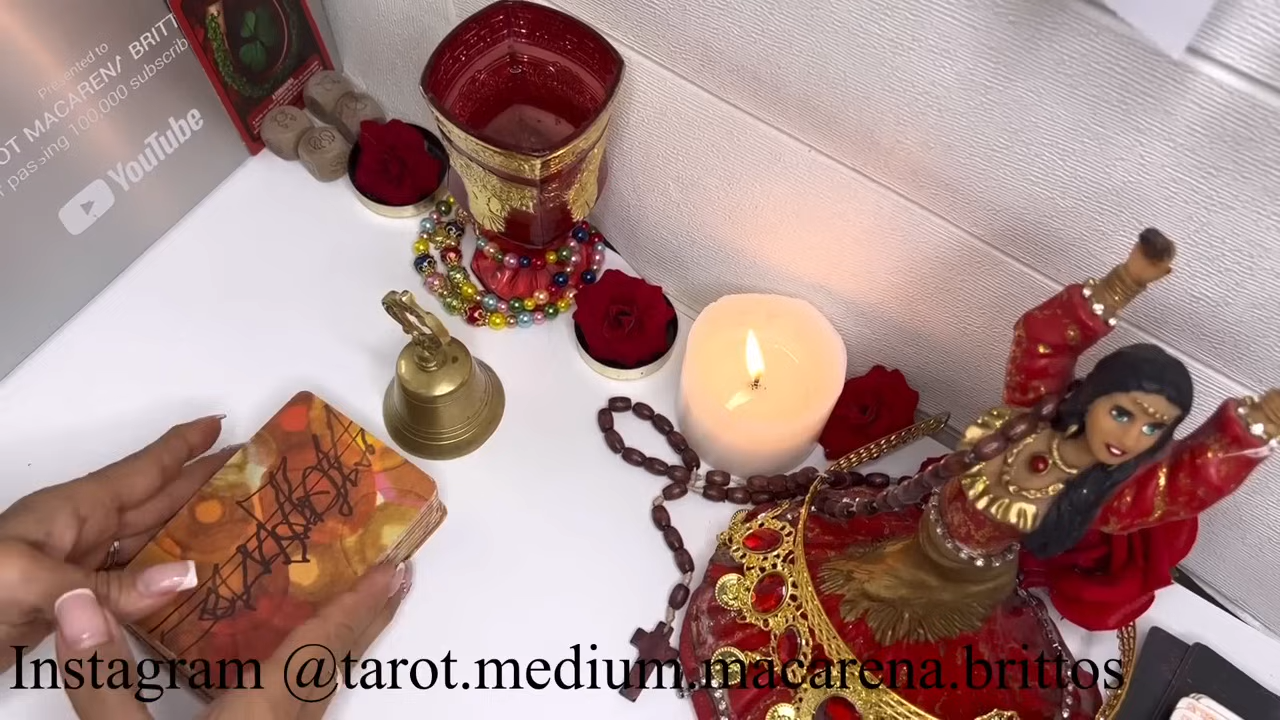 Presented to
OT MACARENA BRITT
r passing 100,000 subscrib
YouTube
Instagram @tarot.medium.macarena.brittos